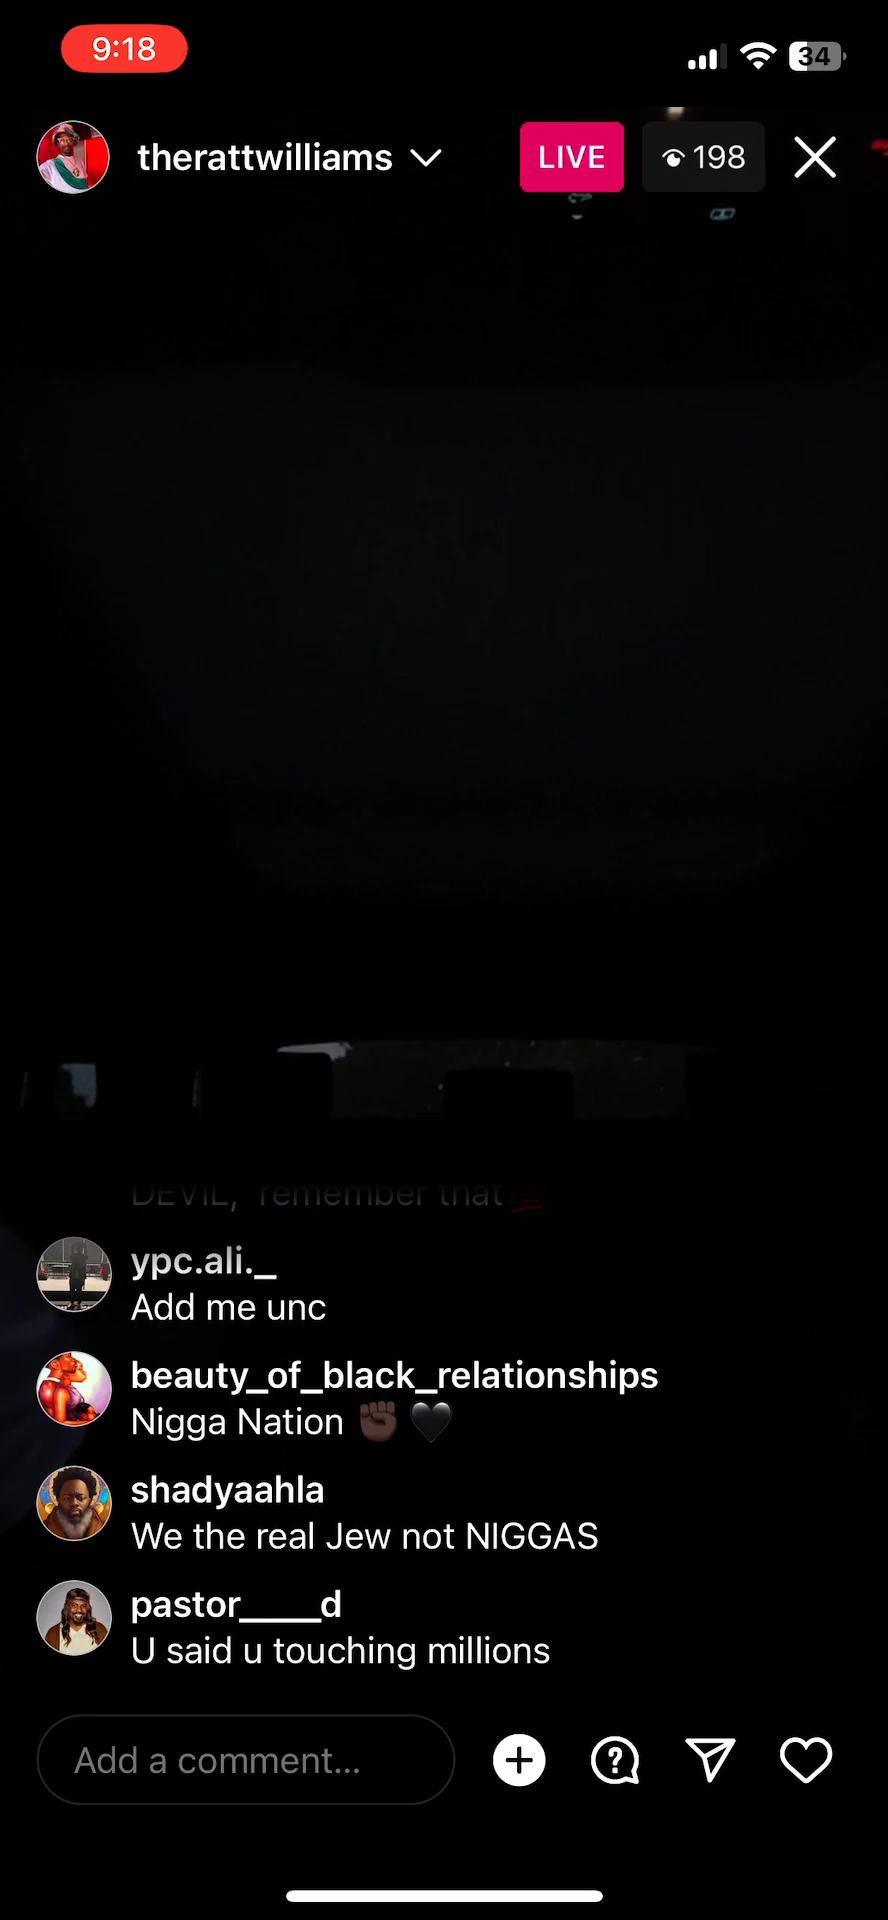 9:18
34
therattwilliams
LIVE
198
DEVIL, remember that
ypc.ali._
Add me unc
beauty_of_black_relationships
Nigga Nation ✊🏿 🖤
shadyaahla
We the real Jew not NIGGAS
pastor____d
U said u touching millions
Add a comment...